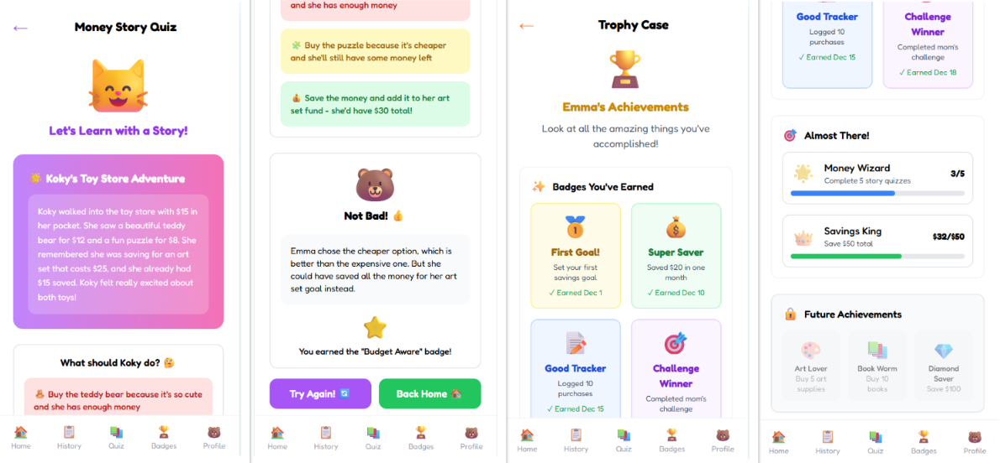 ←
Money Story Quiz
Let's Learn with a Story!
Koky's Toy Store Adventure
Koky walked into the toy store with $15 in
her pocket. She saw a beautiful teddy
bear for $12 and a fun puzzle for $8. She
remembered she was saving for an art
set that costs $25, and she already had
$15 saved. Koky felt really excited about
both toys!
What should Koky do?
Buy the teddy bear because it's so cute
and she has enough money
Home
History
Quiz
Badges
Profile
and she has enough money
Buy the puzzle because it's cheaper
and she'll still have some money left
Save the money and add it to her art
set fund - she'd have $30 total!
Not Bad!
Emma chose the cheaper option, which is
better than the expensive one. But she
could have saved all the money for her art
set goal instead.
You earned the "Budget Aware" badge!
Try Again!
Back Home
Home
History
Quiz
Badges
Profile
←
Trophy Case
Emma's Achievements
Look at all the amazing things you've
accomplished!
Badges You've Earned
1
First Goal!
Set your first
savings goal
✓ Earned Dec 1
$
Super Saver
Saved $20 in one
month
✓ Earned Dec 10
Good Tracker
Logged 10
purchases
✓ Earned Dec 15
Challenge
Winner
Completed mom's
challenge
Home
History
Quiz
Badges
Profile
Good Tracker
Logged 10
purchases
✓ Earned Dec 15
Challenge
Winner
Completed mom's
challenge
✓ Earned Dec 18
Almost There!
Money Wizard
Complete 5 story quizzes
3/5
Savings King
Save $50 total
$32/$50
Future Achievements
Art Lover
Buy 5 art
supplies
Book Worm
Buy 10
books
Diamond
Saver
Save $100
Home
History
Quiz
Badges
Profile